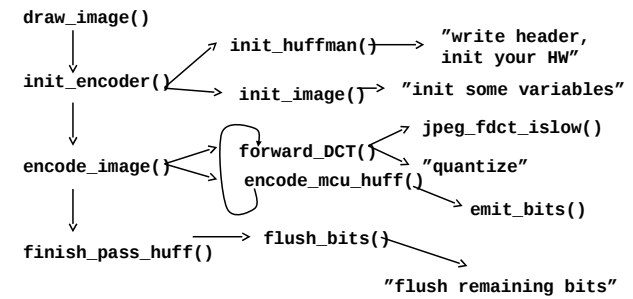 draw_image()
init_huffman()
”write header,
init your HW”
init_encoder()
init_image()
”init some variables”
jpeg_fdct_islow()
forward_DCT()
encode_image()
”quantize”
encode_mcu_huff()
emit_bits()
flush_bits()
finish_pass_huff()
”flush remaining bits”